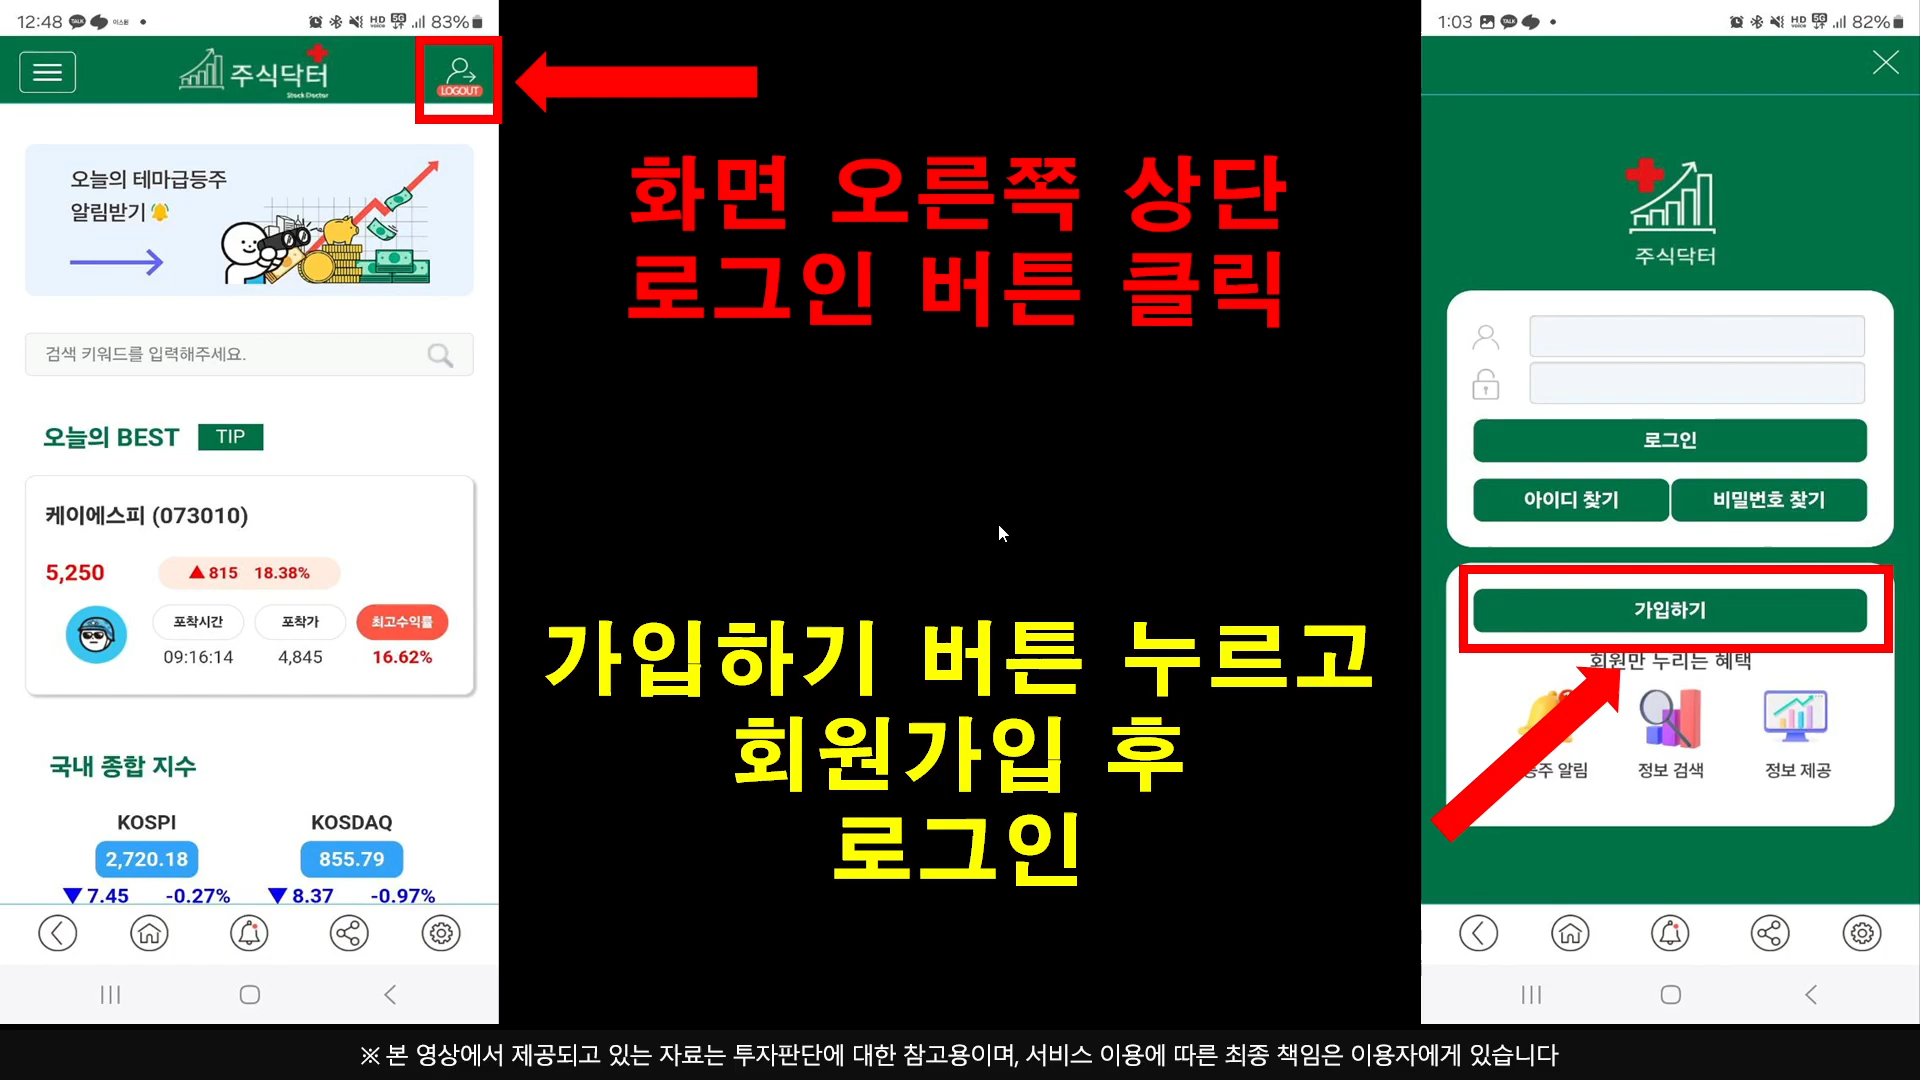 12:48
이스톡
HD
5G
83%
주식닥터
Stock Doctor
LOGOUT
오늘의 테마급등주
알림받기
검색 키워드를 입력해주세요.
오늘의 BEST TIP
케이에스피 (073010)
5,250 ▲815 18.38%
포착시간 포착가 최고수익률
09:16:14 4,845 16.62%
국내 종합 지수
KOSPI KOSDAQ
2,720.18 855.79
▼7.45 -0.27% ▼8.37 -0.97%
화면 오른쪽 상단
로그인 버튼 클릭
가입하기 버튼 누르고
회원가입 후
로그인
1:03
HD
5G
82%
주식닥터
로그인
아이디 찾기 비밀번호 찾기
가입하기
회원만 누리는 혜택
등주 알림 정보 검색 정보 제공
※ 본 영상에서 제공되고 있는 자료는 투자판단에 대한 참고용이며, 서비스 이용에 따른 최종 책임은 이용자에게 있습니다